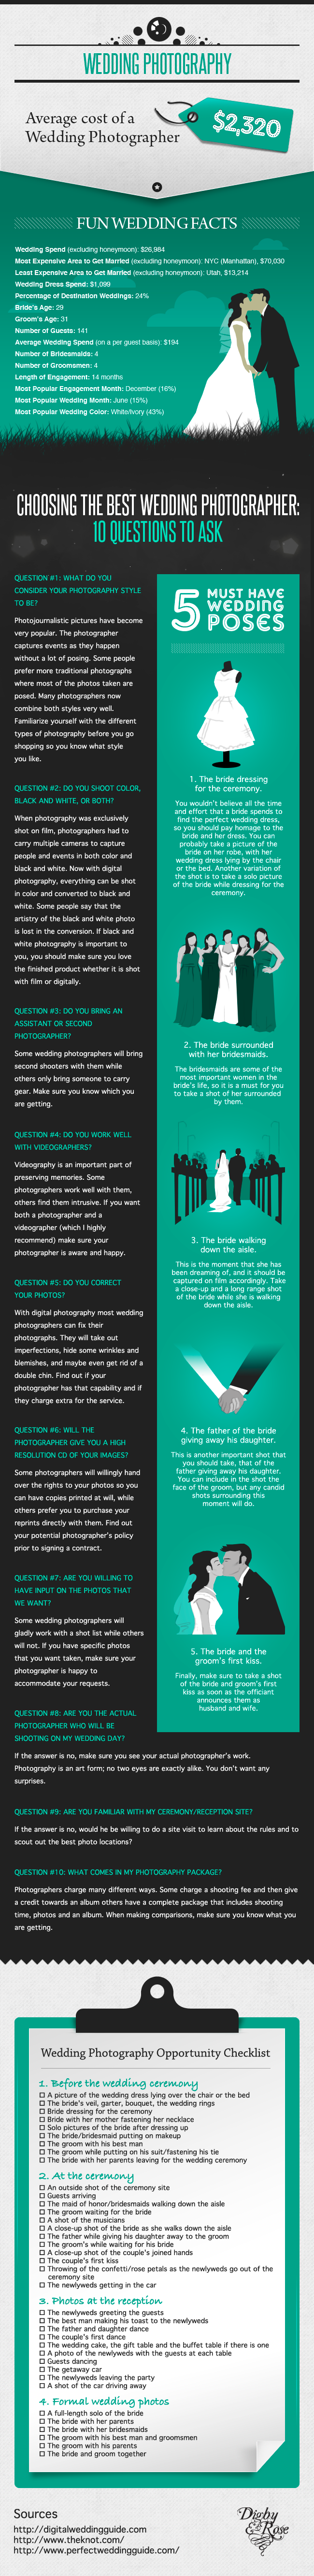 WEDDING PHOTOGRAPHY
Average cost of a
Wedding Photographer
$2,320
FUN WEDDING FACTS
Wedding Spend (excluding honeymoon): $26,984
Most Expensive Area to Get Married (excluding honeymoon): NYC (Manhattan), $70,030
Least Expensive Area to Get Married (excluding honeymoon): Utah, $13,214
Wedding Dress Spend: $1,099
Percentage of Destination Weddings: 24%
Bride's Age: 29
Groom's Age: 31
Number of Guests: 141
Average Wedding Spend (on a per guest basis): $194
Number of Bridesmaids: 4
Number of Groomsmen: 4
Length of Engagement: 14 months
Most Popular Engagement Month: December (16%)
Most Popular Wedding Month: June (15%)
Most Popular Wedding Color: White/Ivory (43%)
CHOOSING THE BEST WEDDING PHOTOGRAPHER:
10 QUESTIONS TO ASK
QUESTION #1: WHAT DO YOU
CONSIDER YOUR PHOTOGRAPHY STYLE
TO BE?
Photojournalistic pictures have become
very popular. The photographer
captures events as they happen
without a lot of posing. Some people
prefer more traditional photographs
where most of the photos taken are
posed. Many photographers now
combine both styles very well.
Familiarize yourself with the different
types of photography before you go
shopping so you know what style
you like.
QUESTION #2: DO YOU SHOOT COLOR,
BLACK AND WHITE, OR BOTH?
When photography was exclusively
shot on film, photographers had to
carry multiple cameras to capture
people and events in both color and
black and white. Now with digital
photography, everything can be shot
in color and converted to black and
white. Some people say that the
artistry of the black and white photo
is lost in the conversion. If black and
white photography is important to
you, you should make sure you love
the finished product whether it is shot
with film or digitally.
QUESTION #3: DO YOU BRING AN
ASSISTANT OR SECOND
PHOTOGRAPHER?
Some wedding photographers will bring
second shooters with them while
others only bring someone to carry
gear. Make sure you know which you
are getting.
QUESTION #4: DO YOU WORK WELL
WITH VIDEOGRAPHERS?
Videography is an important part of
preserving memories. Some
photographers work well with them,
others find them intrusive. If you want
both a photographer and a
videographer (which I highly
recommend) make sure your
photographer is aware and happy.
QUESTION #5: DO YOU CORRECT
YOUR PHOTOS?
With digital photography most wedding
photographers can fix their
photographs. They will take out
imperfections, hide some wrinkles and
blemishes, and maybe even get rid of a
double chin. Find out if your
photographer has that capability and if
they charge extra for the service.
QUESTION #6: WILL THE
PHOTOGRAPHER GIVE YOU A HIGH
RESOLUTION CD OF YOUR IMAGES?
Some photographers will willingly hand
over the rights to your photos so you
can have copies printed at will, while
others prefer you to purchase your
reprints directly with them. Find out
your potential photographer's policy
prior to signing a contract.
QUESTION #7: ARE YOU WILLING TO
HAVE INPUT ON THE PHOTOS THAT
WE WANT?
Some wedding photographers will
gladly work with a shot list while others
will not. If you have specific photos
that you want taken, make sure your
photographer is happy to
accommodate your requests.
QUESTION #8: ARE YOU THE ACTUAL
PHOTOGRAPHER WHO WILL BE
SHOOTING ON MY WEDDING DAY?
If the answer is no, make sure you see your actual photographer's work.
Photography is an art form; no two eyes are exactly alike. You don't want any
surprises.
QUESTION #9: ARE YOU FAMILIAR WITH MY CEREMONY/RECEPTION SITE?
If the answer is no, would he be willing to do a site visit to learn about the rules and to
scout out the best photo locations?
QUESTION #10: WHAT COMES IN MY PHOTOGRAPHY PACKAGE?
Photographers charge many different ways. Some charge a shooting fee and then give
a credit towards an album others have a complete package that includes shooting
time, photos and an album. When making comparisons, make sure you know what you
are getting.
5 MUST HAVE
WEDDING
POSES
1. The bride dressing
for the ceremony.
You wouldn't believe all the time
and effort that a bride spends to
find the perfect wedding dress,
so you should pay homage to the
bride and her dress. You can
probably take a picture of the
bride on her robe, with her
wedding dress lying by the chair
or the bed. Another variation of
the shot is to take a solo picture
of the bride while dressing for the
ceremony.
2. The bride surrounded
with her bridesmaids.
The bridesmaids are some of the
most important women in the
bride's life, so it is a must for you
to take a shot of her surrounded
by them.
3. The bride walking
down the aisle.
This is the moment that she has
been dreaming of, and it should be
captured on film accordingly. Take
a close-up and a long range shot
of the bride while she is walking
down the aisle.
4. The father of the bride
giving away his daughter.
This is another important shot that
you should take, that of the
father giving away his daughter.
You can include in the shot the
face of the groom, but any candid
shots surrounding this
moment will do.
5. The bride and the
groom's first kiss.
Finally, make sure to take a shot
of the bride and groom's first
kiss as soon as the officiant
announces them as
husband and wife.
Wedding Photography Opportunity Checklist
1. Before the wedding ceremony
A picture of the wedding dress lying over the chair or the bed
The bride's veil, garter, bouquet, the wedding rings
Bride dressing for the ceremony
Bride with her mother fastening her necklace
Solo pictures of the bride after dressing up
The bride/bridesmaid putting on makeup
The groom with his best man
The groom while putting on his suit/fastening his tie
The bride with her parents leaving for the wedding ceremony
2. At the ceremony
An outside shot of the ceremony site
Guests arriving
The maid of honor/bridesmaids walking down the aisle
The groom waiting for the bride
A shot of the musicians
A close-up shot of the bride as she walks down the aisle
The father while giving his daughter away to the groom
The groom's while waiting for his bride
A close-up shot of the couple's joined hands
The couple's first kiss
Throwing of the confetti/rose petals as the newlyweds go out of the
ceremony site
The newlyweds getting in the car
3. Photos at the reception
The newlyweds greeting the guests
The best man making his toast to the newlyweds
The father and daughter dance
The couple's first dance
The wedding cake, the gift table and the buffet table if there is one
A photo of the newlyweds with the guests at each table
Guests dancing
The getaway car
The newlyweds leaving the party
A shot of the car driving away
4. Formal wedding photos
A full-length solo of the bride
The bride with her parents
The bride with her bridesmaids
The groom with his best man and groomsmen
The groom with his parents
The bride and groom together
Sources
http://digitalweddingguide.com
http://www.theknot.com/
http://www.perfectweddingguide.com/
Digby
& Rose